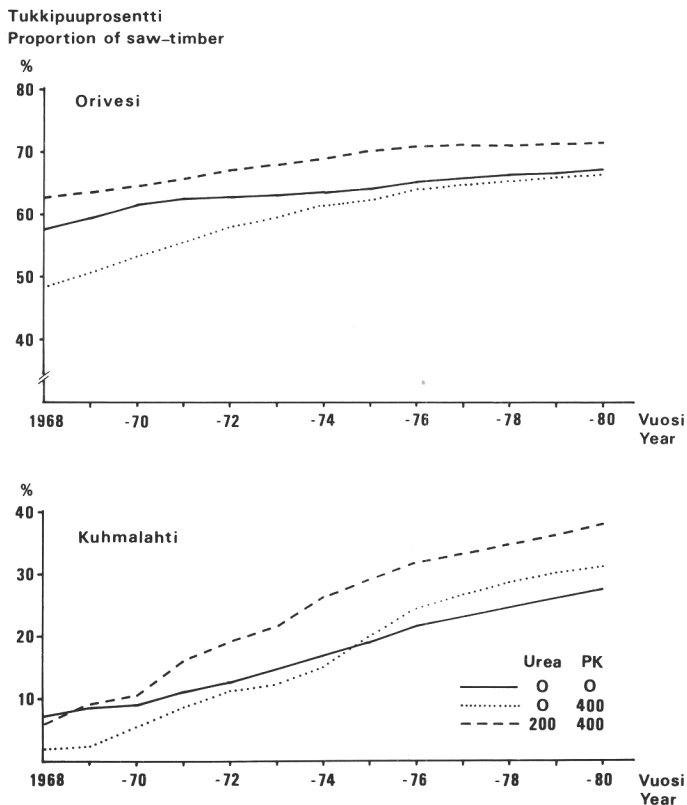 Tukkipuuprosentti
Proportion of saw-timber
%
80
Orivesi
70
60
50
40
1968 -70 -72 -74 -76 -78 -80 Vuosi
Year
%
40
Kuhmalahti
30
20
Urea PK
O O
10
O 400
200 400
1968 -70 -72 -74 -76 -78 -80 Vuosi
Year